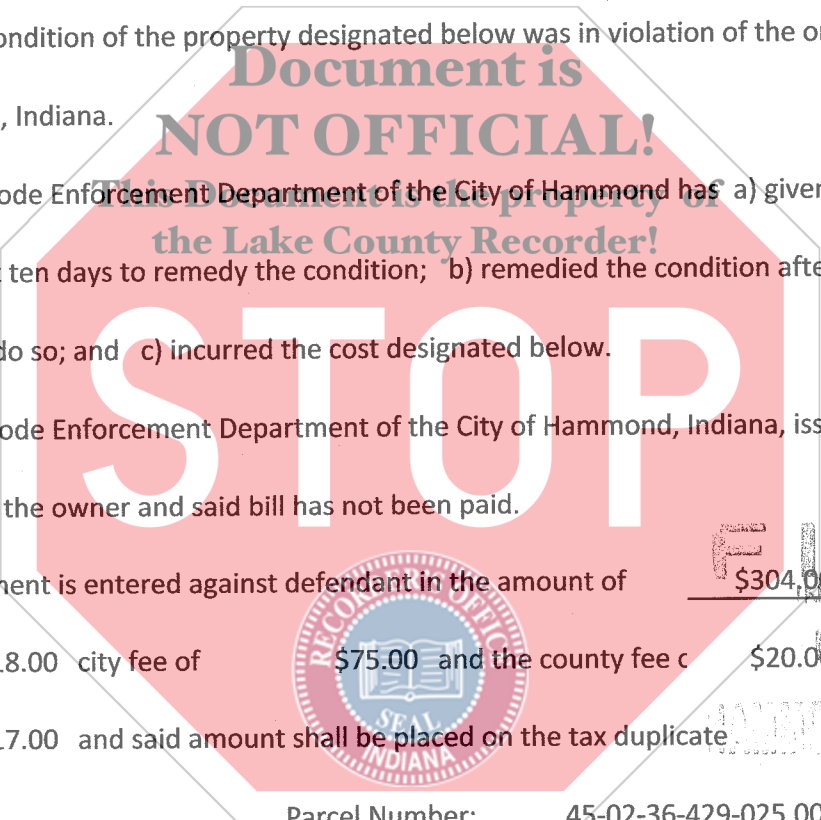 ondition of the property designated below was in violation of the o
Document is
, Indiana.
NOT OFFICIAL!
ode Enforcement Department of the City of Hammond has a) given
This Document is the property of
the Lake County Recorder!
ten days to remedy the condition; b) remedied the condition afte
STOP
do so; and c) incurred the cost designated below.
ode Enforcement Department of the City of Hammond, Indiana, iss
the owner and said bill has not been paid.
ment is entered against defendant in the amount of $304.0
8.00 city fee of $75.00 and the county fee $20.0
RECORDER'S OFFICE
SEAL
INDIANA
7.00 and said amount shall be placed on the tax duplicate
Parcel Number: 45-02-36-429-025.00